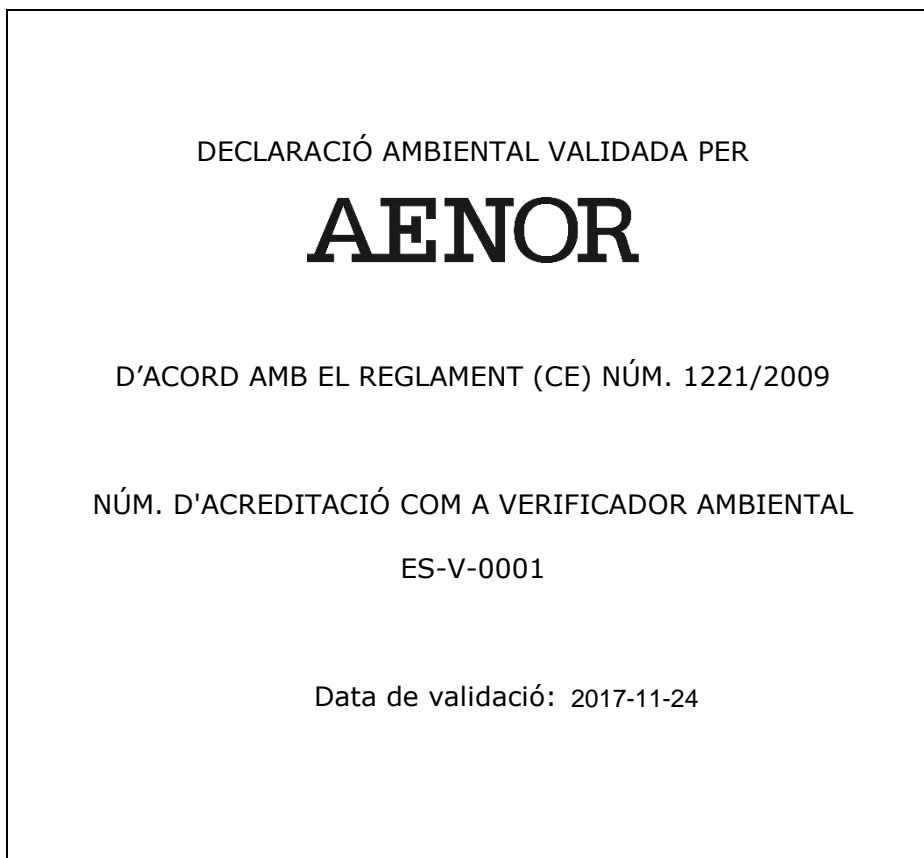 DECLARACIÓ AMBIENTAL VALIDADA PER
AENOR
D’ACORD AMB EL REGLAMENT (CE) NÚM. 1221/2009
NÚM. D'ACREDITACIÓ COM A VERIFICADOR AMBIENTAL
ES-V-0001
Data de validació: 2017-11-24